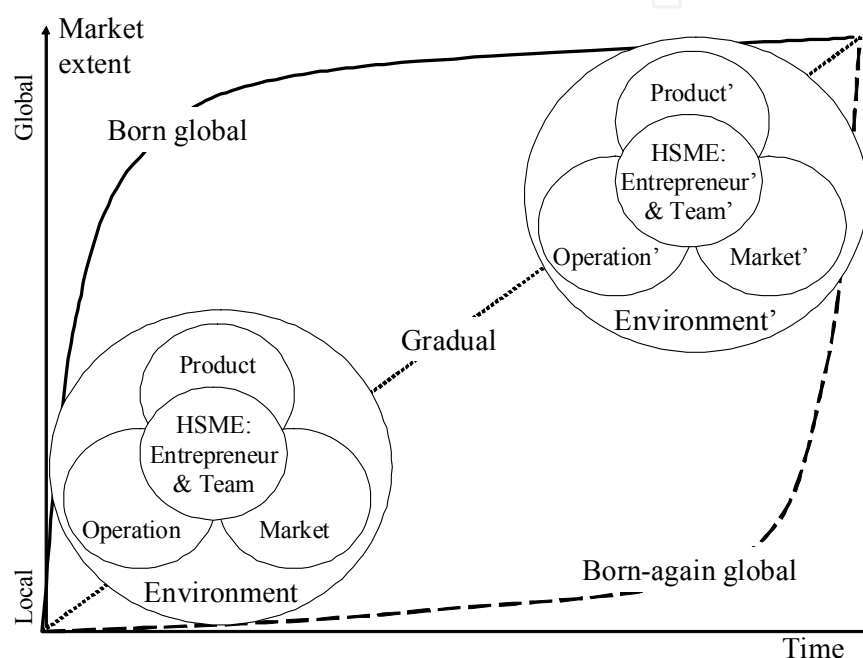 Market
extent
Global
Born global
Product’
HSME:
Entrepreneur’
& Team’
Operation’
Market’
Environment’
Gradual
Product
HSME:
Entrepreneur
& Team
Operation
Market
Environment
Born-again global
Local
Time